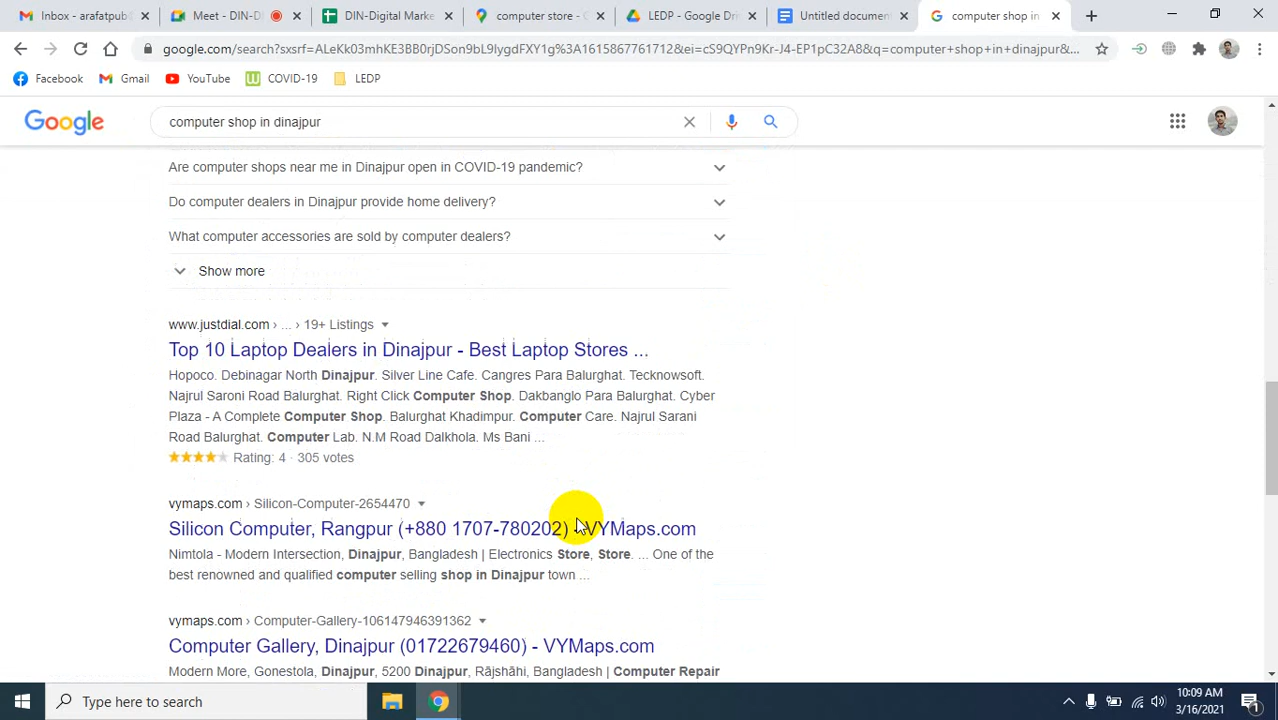 Inbox - arafatpub@
Meet - DIN-D
DIN-Digital Marke
computer store - G
LEDP - Google Dri
Untitled document
computer shop in
google.com/search?sxsrf=ALeKk03mhKE3BB0rjDSon9bL9lygdFXY1g%3A1615867761712&ei=cS9QYPn9Kr-J4-EP1pC32A8&q=computer+shop+in+dinajpur&...
Facebook
Gmail
YouTube
COVID-19
LEDP
Google
computer shop in dinajpur
Are computer shops near me in Dinajpur open in COVID-19 pandemic?
Do computer dealers in Dinajpur provide home delivery?
What computer accessories are sold by computer dealers?
Show more
www.justdial.com › ... › 19+ Listings
Top 10 Laptop Dealers in Dinajpur - Best Laptop Stores ...
Hopoco. Debinagar North Dinajpur. Silver Line Cafe. Cangres Para Balurghat. Tecknowsoft.
Najrul Saroni Road Balurghat. Right Click Computer Shop. Dakbanglo Para Balurghat. Cyber
Plaza - A Complete Computer Shop. Balurghat Khadimpur. Computer Care. Najrul Sarani
Road Balurghat. Computer Lab. N.M Road Dalkhola. Ms Bani ...
Rating: 4 · 305 votes
vymaps.com › Silicon-Computer-2654470
Silicon Computer, Rangpur (+880 1707-780202) - VYMaps.com
Nimtola - Modern Intersection, Dinajpur, Bangladesh | Electronics Store, Store. ... One of the
best renowned and qualified computer selling shop in Dinajpur town ...
vymaps.com › Computer-Gallery-106147946391362
Computer Gallery, Dinajpur (01722679460) - VYMaps.com
Modern More, Gonestola, Dinajpur, 5200 Dinajpur, Rājshāhi, Bangladesh | Computer Repair
Type here to search
10:09 AM
3/16/2021
1